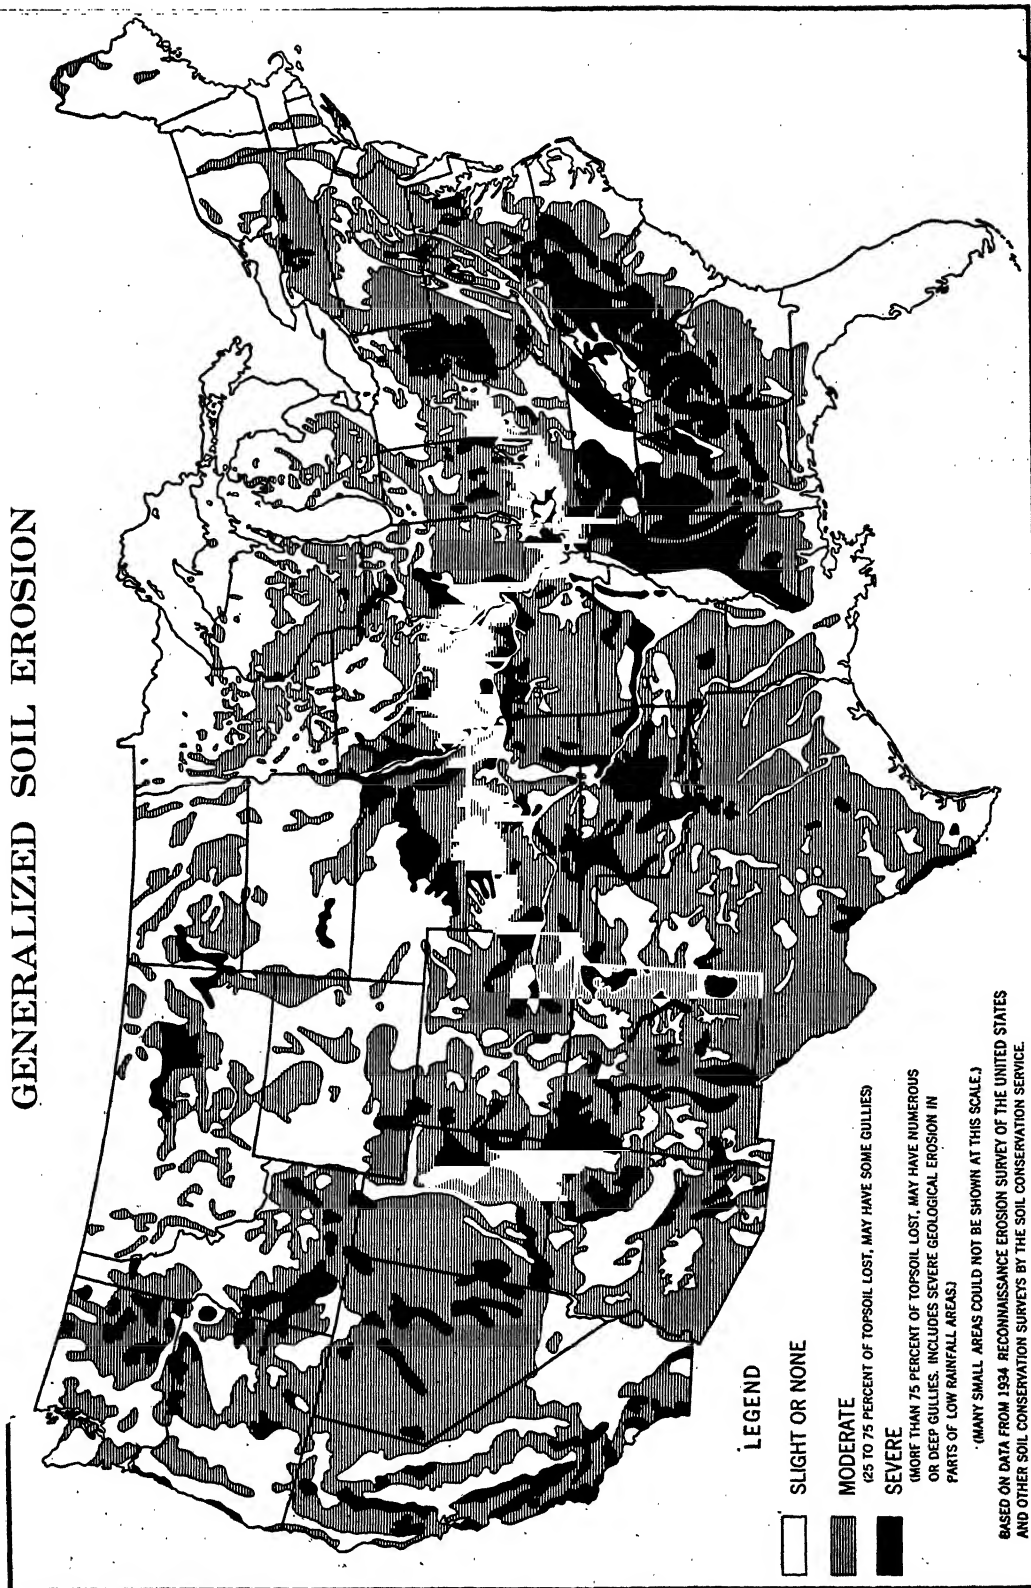 GENERALIZED SOIL EROSION
LEGEND
SLIGHT OR NONE
MODERATE
(25 TO 75 PERCENT OF TOPSOIL LOST, MAY HAVE SOME GULLIES)
SEVERE
(MORE THAN 75 PERCENT OF TOPSOIL LOST, MAY HAVE NUMEROUS
OR DEEP GULLIES. INCLUDES SEVERE GEOLOGICAL EROSION IN
PARTS OF LOW RAINFALL AREAS.)
(MANY SMALL AREAS COULD NOT BE SHOWN AT THIS SCALE.)
BASED ON DATA FROM 1934 RECONNAISSANCE EROSION SURVEY OF THE UNITED STATES
AND OTHER SOIL CONSERVATION SURVEYS BY THE SOIL CONSERVATION SERVICE.